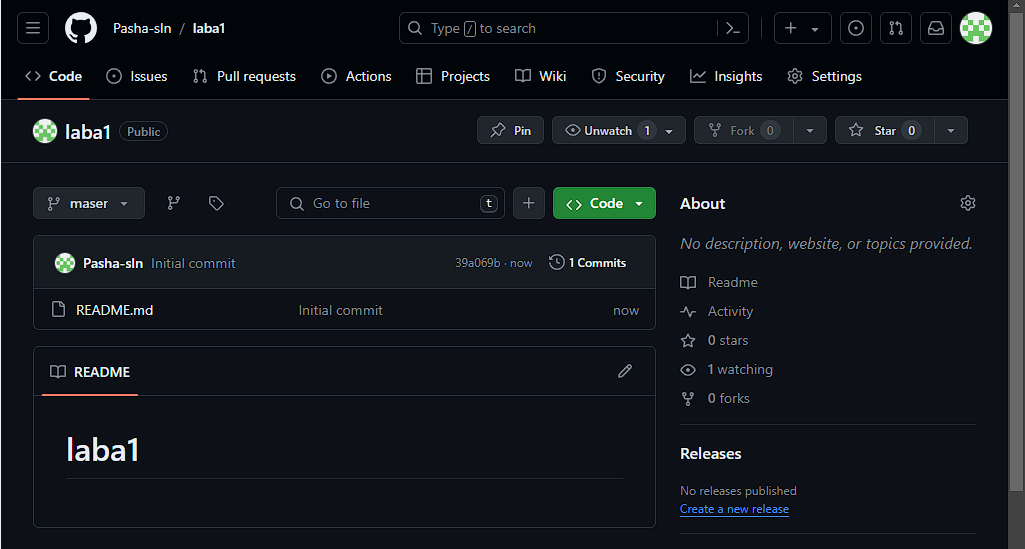 Pasha-sln / laba1 Type / to search
Code Issues Pull requests Actions Projects Wiki Security Insights Settings
laba1 Public Pin Unwatch 1 Fork 0 Star 0
maser Go to file t Code
About
No description, website, or topics provided.
Pasha-sln Initial commit 39a069b · now 1 Commits
README.md Initial commit now
Readme
Activity
0 stars
1 watching
0 forks
README
laba1
Releases
No releases published
Create a new release